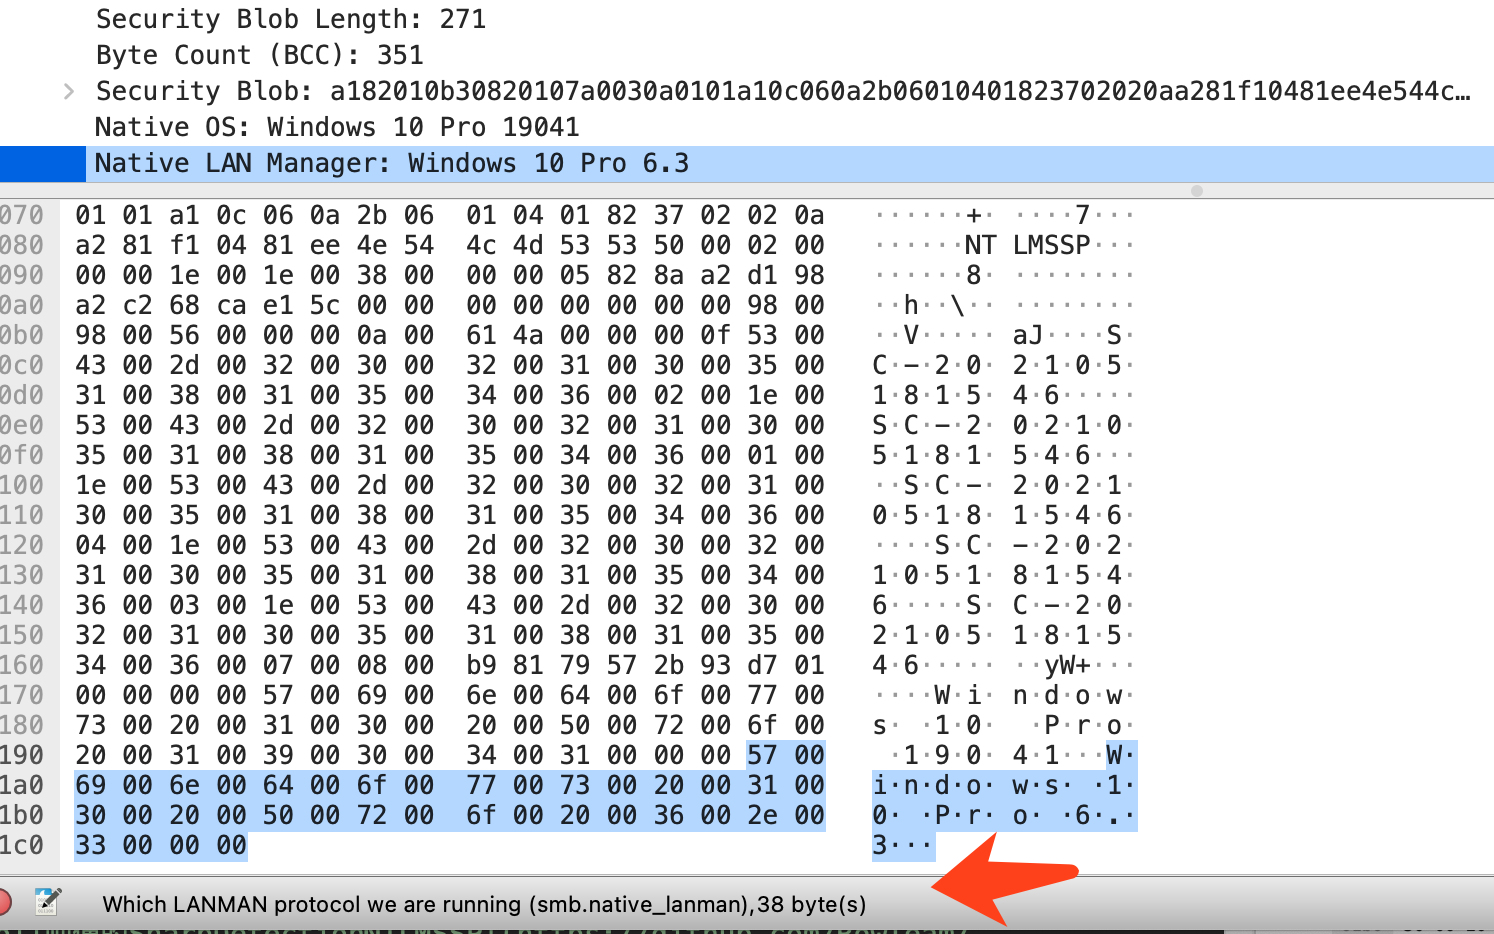 Security Blob Length: 271
Byte Count (BCC): 351
Security Blob: a182010b30820107a0030a0101a10c060a2b06010401823702020aa281f10481ee4e544c…
Native OS: Windows 10 Pro 19041
Native LAN Manager: Windows 10 Pro 6.3
070 01 01 a1 0c 06 0a 2b 06 01 04 01 82 37 02 02 0a ······+· ····7···
080 a2 81 f1 04 81 ee 4e 54 4c 4d 53 53 50 00 02 00 ······NT LMSSP···
090 00 00 1e 00 1e 00 38 00 00 00 05 82 8a a2 d1 98 ······8· ········
0a0 a2 c2 68 ca e1 5c 00 00 00 00 00 00 00 00 98 00 ··h··\·· ········
0b0 98 00 56 00 00 00 0a 00 61 4a 00 00 00 0f 53 00 ··V····· aJ····S·
0c0 43 00 2d 00 32 00 30 00 32 00 31 00 30 00 35 00 C·-·2·0· 2·1·0·5·
0d0 31 00 38 00 31 00 35 00 34 00 36 00 02 00 1e 00 1·8·1·5· 4·6·····
0e0 53 00 43 00 2d 00 32 00 30 00 32 00 31 00 30 00 S·C·-·2· 0·2·1·0·
0f0 35 00 31 00 38 00 31 00 35 00 34 00 36 00 01 00 5·1·8·1· 5·4·6···
100 1e 00 53 00 43 00 2d 00 32 00 30 00 32 00 31 00 ··S·C·-· 2·0·2·1·
110 30 00 35 00 31 00 38 00 31 00 35 00 34 00 36 00 0·5·1·8· 1·5·4·6·
120 04 00 1e 00 53 00 43 00 2d 00 32 00 30 00 32 00 ····S·C· -·2·0·2·
130 31 00 30 00 35 00 31 00 38 00 31 00 35 00 34 00 1·0·5·1· 8·1·5·4·
140 36 00 03 00 1e 00 53 00 43 00 2d 00 32 00 30 00 6·····S· C·-·2·0·
150 32 00 31 00 30 00 35 00 31 00 38 00 31 00 35 00 2·1·0·5· 1·8·1·5·
160 34 00 36 00 07 00 08 00 b9 81 79 57 2b 93 d7 01 4·6····· ··yW+···
170 00 00 00 00 57 00 69 00 6e 00 64 00 6f 00 77 00 ····W·i· n·d·o·w·
180 73 00 20 00 31 00 30 00 20 00 50 00 72 00 6f 00 s· ·1·0· ·P·r·o·
190 20 00 31 00 39 00 30 00 34 00 31 00 00 00 57 00 ·1·9·0· 4·1···W·
1a0 69 00 6e 00 64 00 6f 00 77 00 73 00 20 00 31 00 i·n·d·o· w·s· ·1·
1b0 30 00 20 00 50 00 72 00 6f 00 20 00 36 00 2e 00 0· ·P·r· o· ·6·.·
1c0 33 00 00 00 3···
Which LANMAN protocol we are running (smb.native_lanman), 38 byte(s)